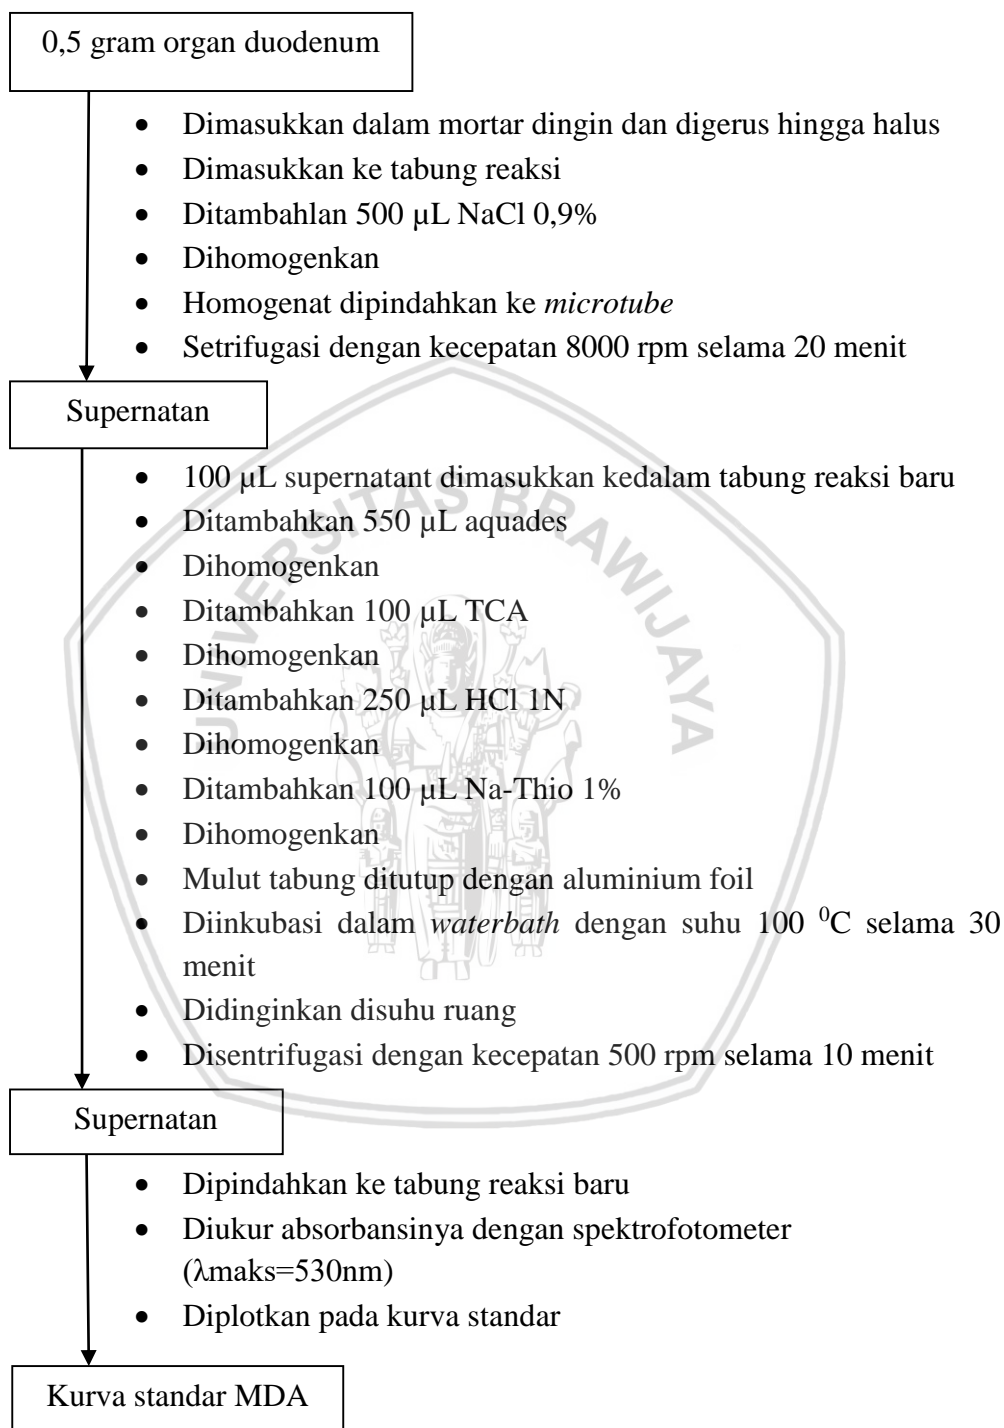 0,5 gram organ duodenum
• Dimasukkan dalam mortar dingin dan digerus hingga halus
• Dimasukkan ke tabung reaksi
• Ditambahlan 500 µL NaCl 0,9%
• Dihomogenkan
• Homogenat dipindahkan ke microtube
• Setrifugasi dengan kecepatan 8000 rpm selama 20 menit
Supernatan
• 100 µL supernatant dimasukkan kedalam tabung reaksi baru
• Ditambahkan 550 µL aquades
• Dihomogenkan
• Ditambahkan 100 µL TCA
• Dihomogenkan
• Ditambahkan 250 µL HCl 1N
• Dihomogenkan
• Ditambahkan 100 µL Na-Thio 1%
• Dihomogenkan
• Mulut tabung ditutup dengan aluminium foil
• Diinkubasi dalam waterbath dengan suhu 100 ⁰C selama 30
menit
• Didinginkan disuhu ruang
• Disentrifugasi dengan kecepatan 500 rpm selama 10 menit
Supernatan
• Dipindahkan ke tabung reaksi baru
• Diukur absorbansinya dengan spektrofotometer
(λmaks=530nm)
• Diplotkan pada kurva standar
Kurva standar MDA
UNIVERSITAS BRAWIJAYA